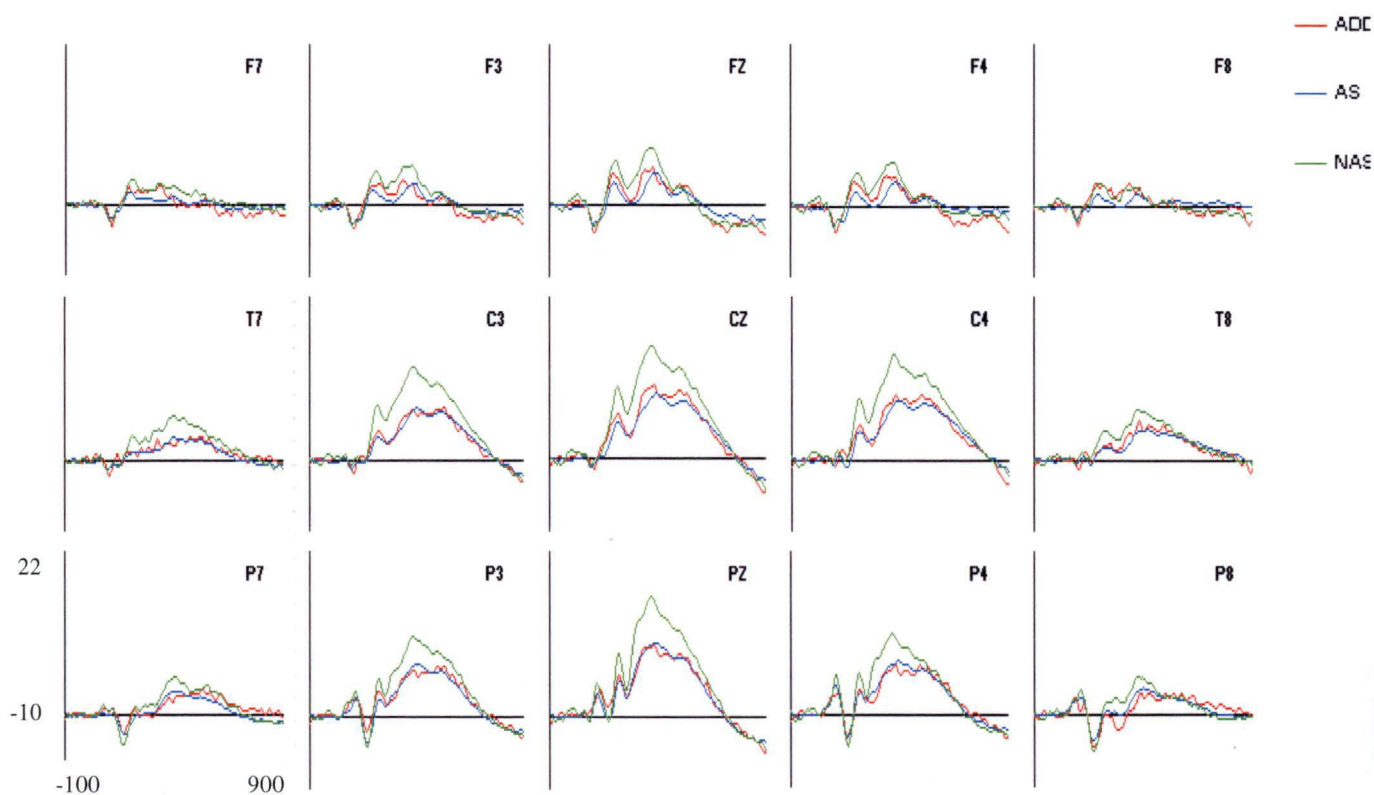 ADD
F7 F3 FZ F4 F8
AS
NAS
T7 C3 CZ C4 T8
22
P7 P3 PZ P4 P8
-10
-100 900